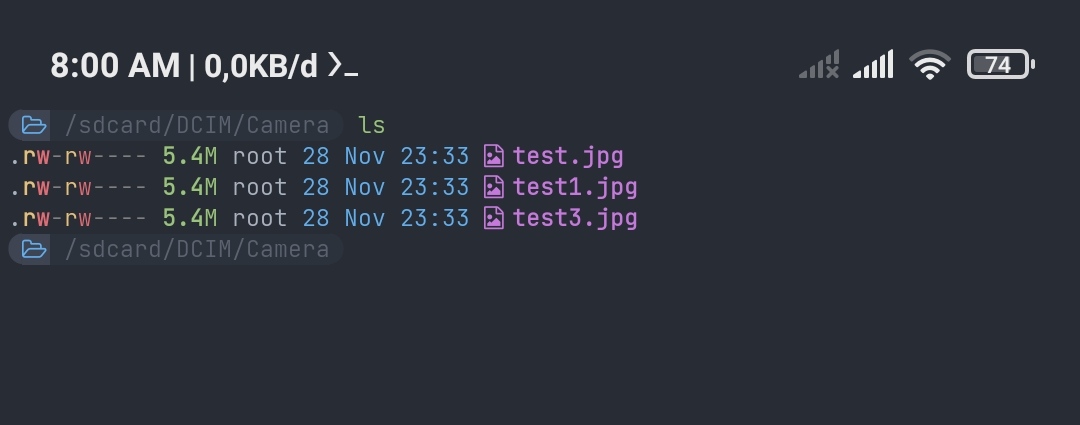 8:00 AM | 0,0KB/d ❯_ 74
/sdcard/DCIM/Camera ls
.rw-rw---- 5.4M root 28 Nov 23:33 test.jpg
.rw-rw---- 5.4M root 28 Nov 23:33 test1.jpg
.rw-rw---- 5.4M root 28 Nov 23:33 test3.jpg
/sdcard/DCIM/Camera